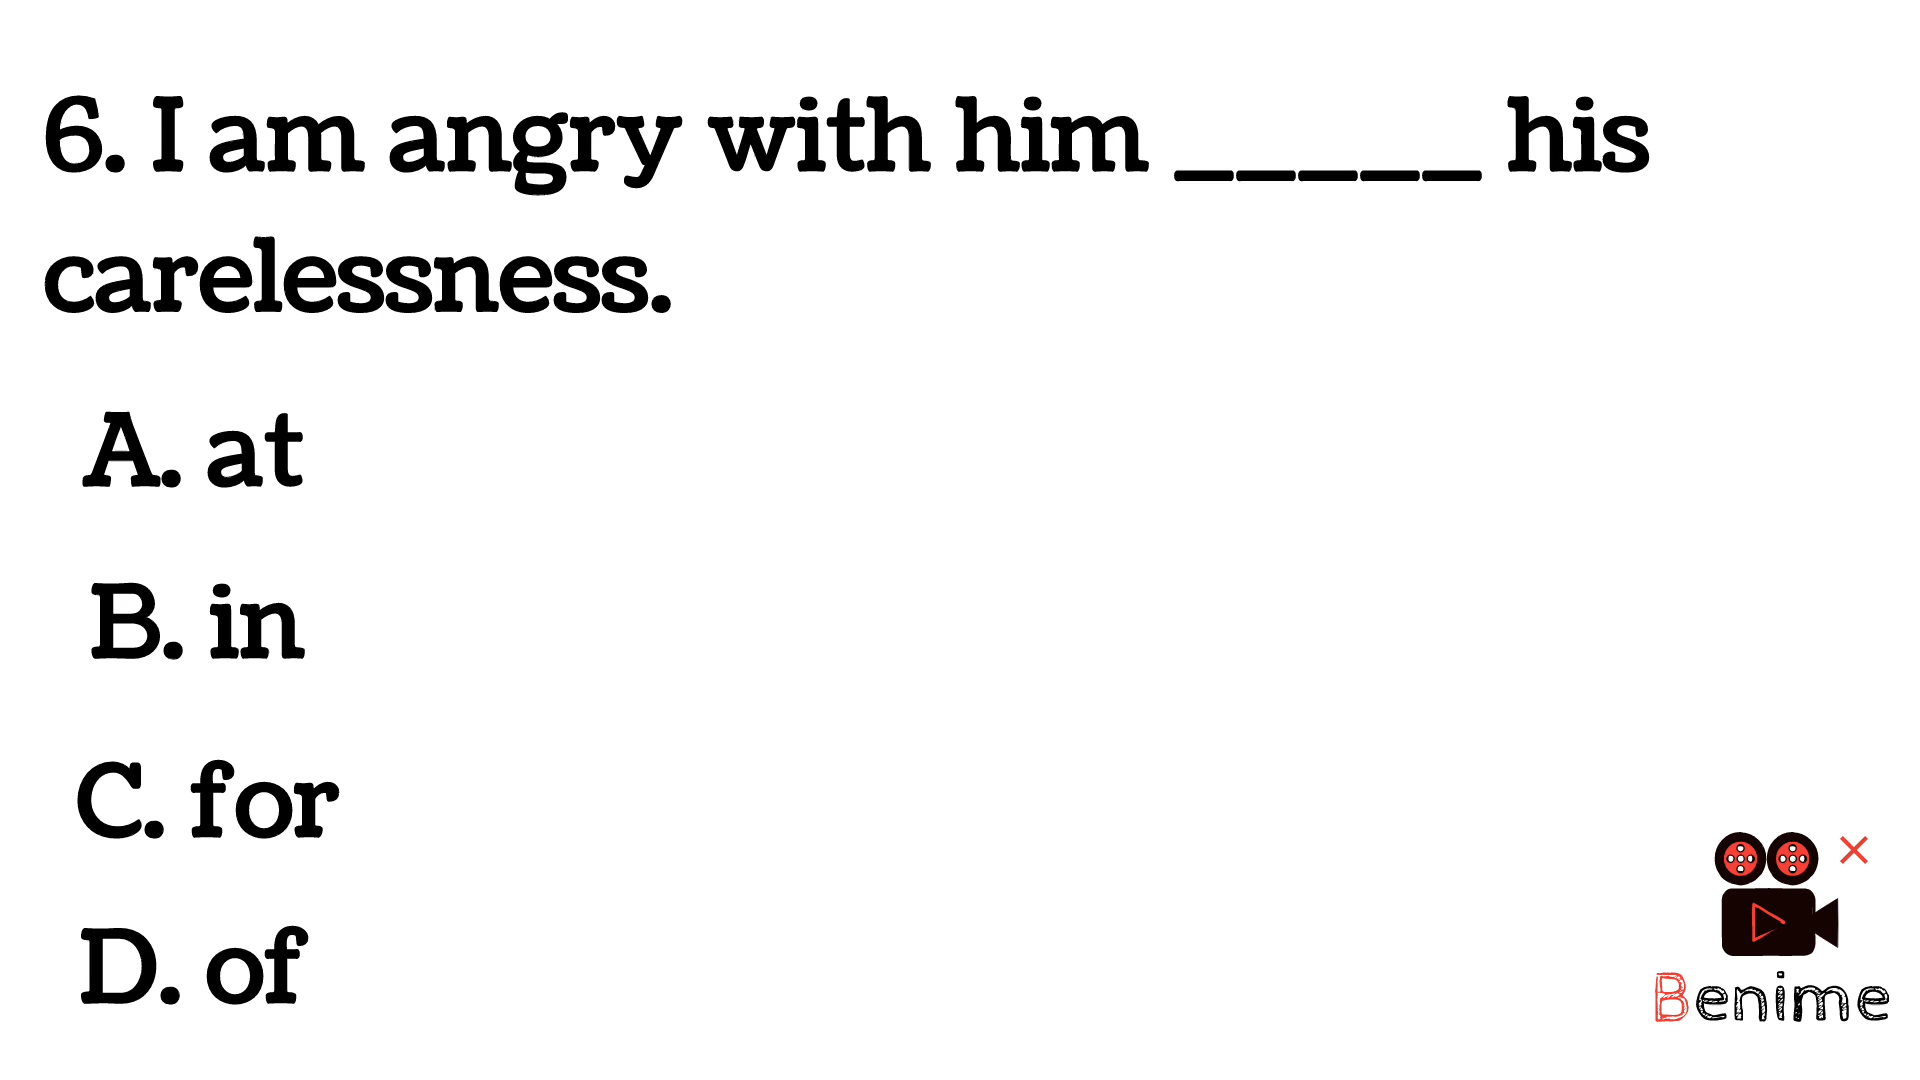 6. I am angry with him _____ his
carelessness.
A. at
B. in
C. for
D. of
Benime